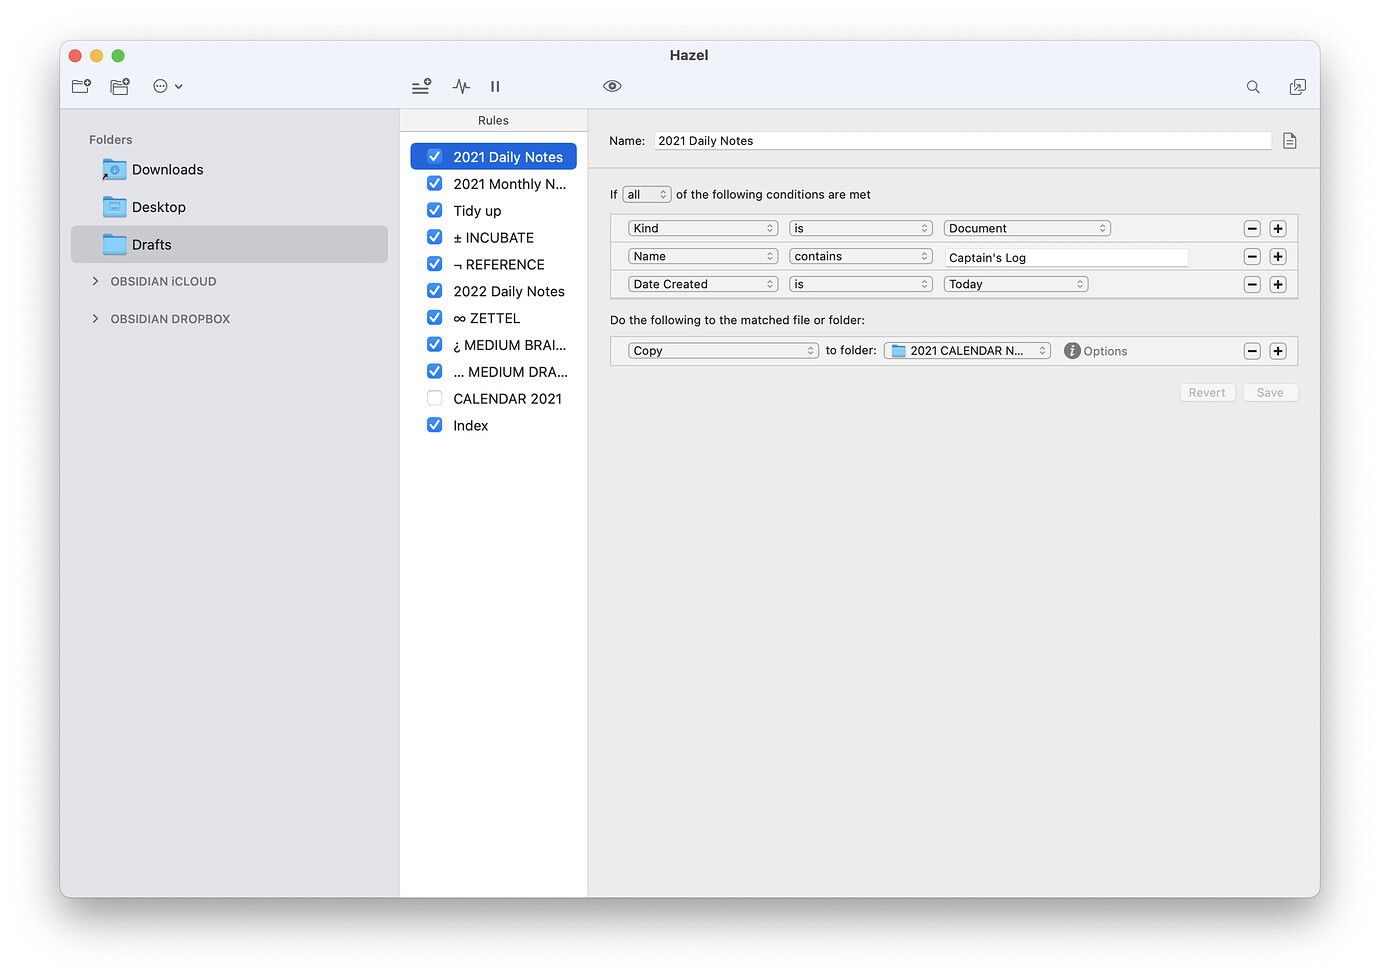 Hazel
Rules
Folders
Downloads
Desktop
Drafts
OBSIDIAN iCLOUD
OBSIDIAN DROPBOX
2021 Daily Notes
2021 Monthly N...
Tidy up
± INCUBATE
¬ REFERENCE
2022 Daily Notes
∞ ZETTEL
¿ MEDIUM BRAI...
... MEDIUM DRA...
CALENDAR 2021
Index
Name: 2021 Daily Notes
If all of the following conditions are met
Kind is Document
Name contains Captain's Log
Date Created is Today
Do the following to the matched file or folder:
Copy to folder: 2021 CALENDAR N... Options
Revert Save